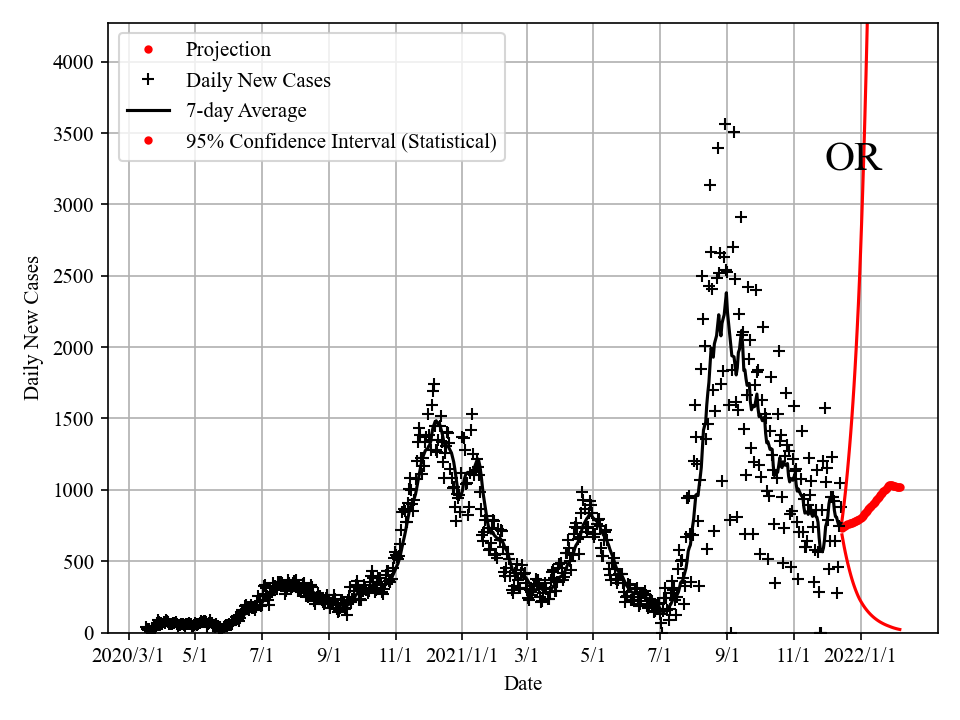 Projection
Daily New Cases
7-day Average
95% Confidence Interval (Statistical)
OR
Daily New Cases
4000
3500
3000
2500
2000
1500
1000
500
0
2020/3/1 5/1 7/1 9/1 11/1 2021/1/1 3/1 5/1 7/1 9/1 11/1 2022/1/1
Date